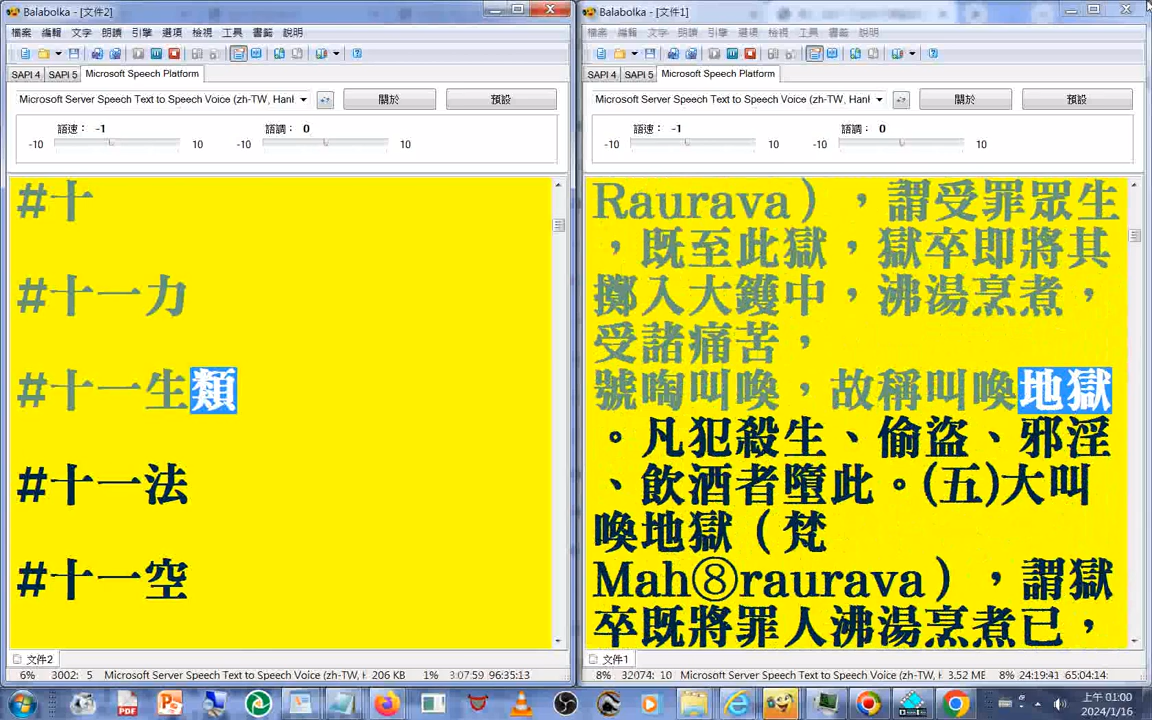 Balabolka - [文件2]
檔案 編輯 文字 朗讀 引擎 選項 檢視 工具 書籤 說明
SAPI 4 SAPI 5 Microsoft Speech Platform
Microsoft Server Speech Text to Speech Voice (zh-TW, Hanl
關於
預設
語速： -1
語調： 0
-10 10 -10 10
#十
#十一力
#十一生類
#十一法
#十一空
文件2
6% 3002: 5 Microsoft Server Speech Text to Speech Voice (zh-TW, H 206 KB 1% 3:07:59 96:35:13
Balabolka - [文件1]
檔案 編輯 文字 朗讀 引擎 選項 檢視 工具 書籤 說明
SAPI 4 SAPI 5 Microsoft Speech Platform
Microsoft Server Speech Text to Speech Voice (zh-TW, Hanl
關於
預設
語速： -1
語調： 0
-10 10 -10 10
Raurava），謂受罪眾生
，既至此獄，獄卒即將其
擲入大鑊中，沸湯烹煮，
受諸痛苦，
號啕叫喚，故稱叫喚地獄
。凡犯殺生、偷盜、邪淫
、飲酒者墮此。(五)大叫
喚地獄（梵
Mah⑧raurava），謂獄
卒既將罪人沸湯烹煮已，
文件1
8% 32074: 10 Microsoft Server Speech Text to Speech Voice (zh-TW, H 3.52 ME 8% 24:19:41 65:04:14
上午 01:00
2024/1/16